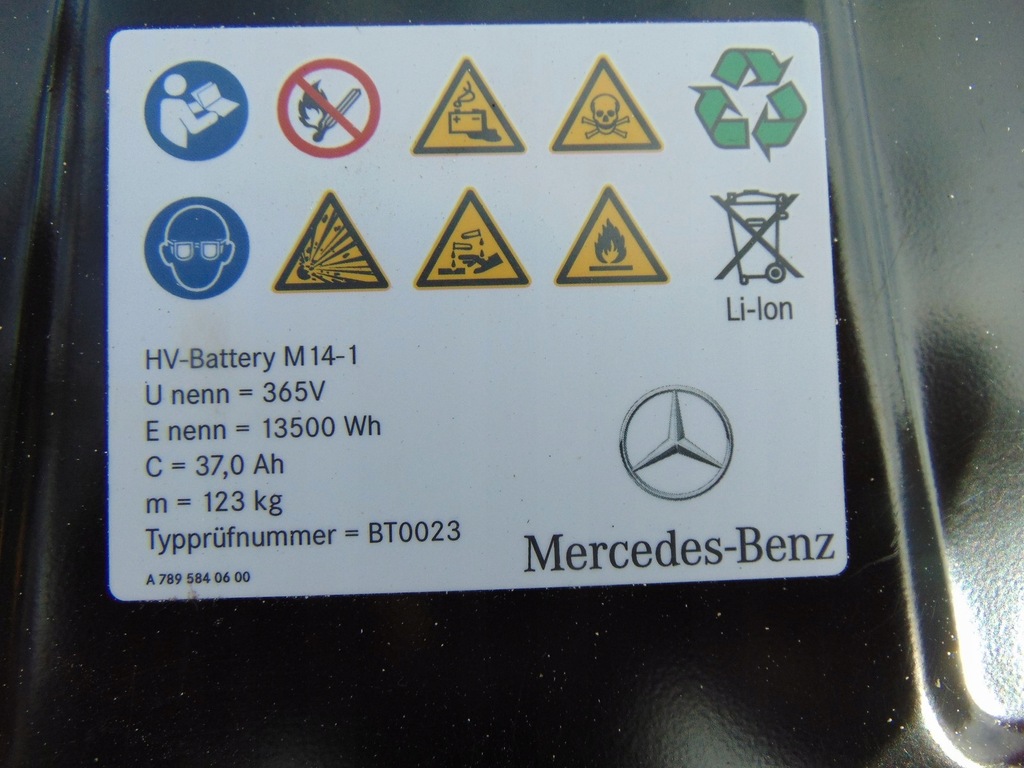 Li-Ion
HV-Battery M14-1
U nenn = 365V
E nenn = 13500 Wh
C = 37,0 Ah
m = 123 kg
Typprüfnummer = BT0023
Mercedes-Benz
A 789 584 06 00